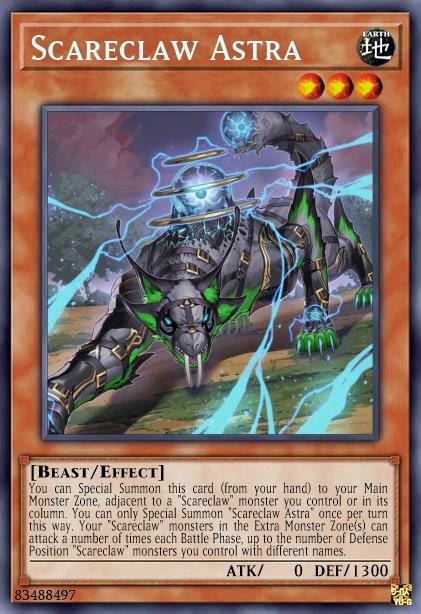 SCARECLAW ASTRA
EARTH
地
[BEAST/EFFECT]
You can Special Summon this card (from your hand) to your Main
Monster Zone, adjacent to a "Scareclaw" monster you control or in its
column. You can only Special Summon "Scareclaw Astra" once per turn
this way. Your "Scareclaw" monsters in the Extra Monster Zone(s) can
attack a number of times each Battle Phase, up to the number of Defense
Position "Scareclaw" monsters you control with different names.
ATK/ 0 DEF/1300
83488497